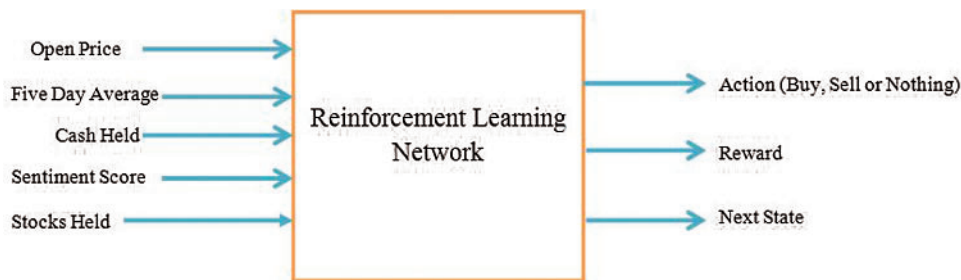 Open Price
Five Day Average
Cash Held
Sentiment Score
Stocks Held
Reinforcement Learning
Network
Action (Buy, Sell or Nothing)
Reward
Next State